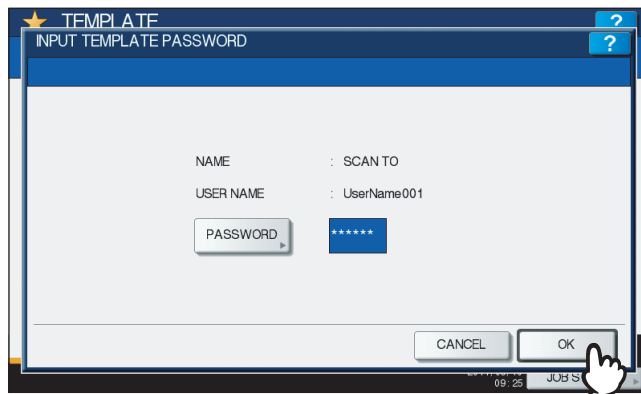 TEMPLATE ?
INPUT TEMPLATE PASSWORD ?
NAME : SCAN TO
USER NAME : UserName001
PASSWORD ******
CANCEL OK
09:25 JOB S